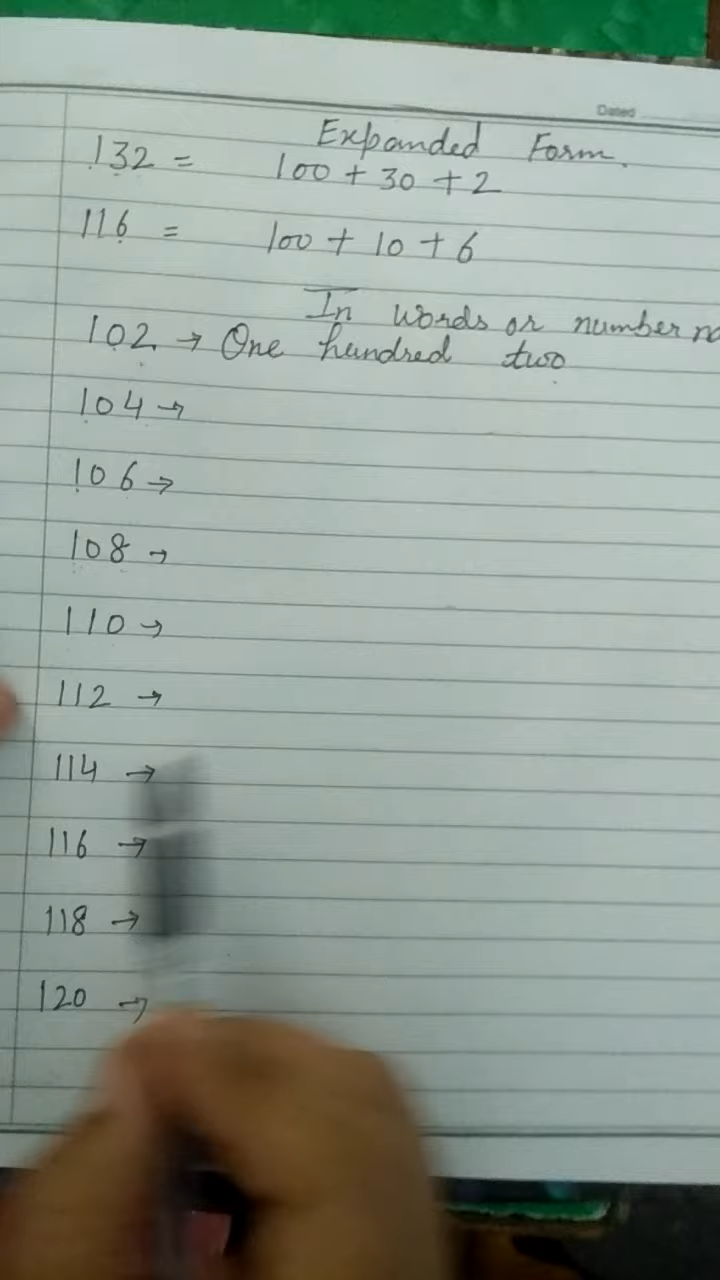 Dated
Expanded Form.
132 = 100 + 30 + 2
116 = 100 + 10 + 6
In words or number
102 → One hundred two
104 →
106 →
108 →
110 →
112 →
114 →
116 →
118 →
120 →